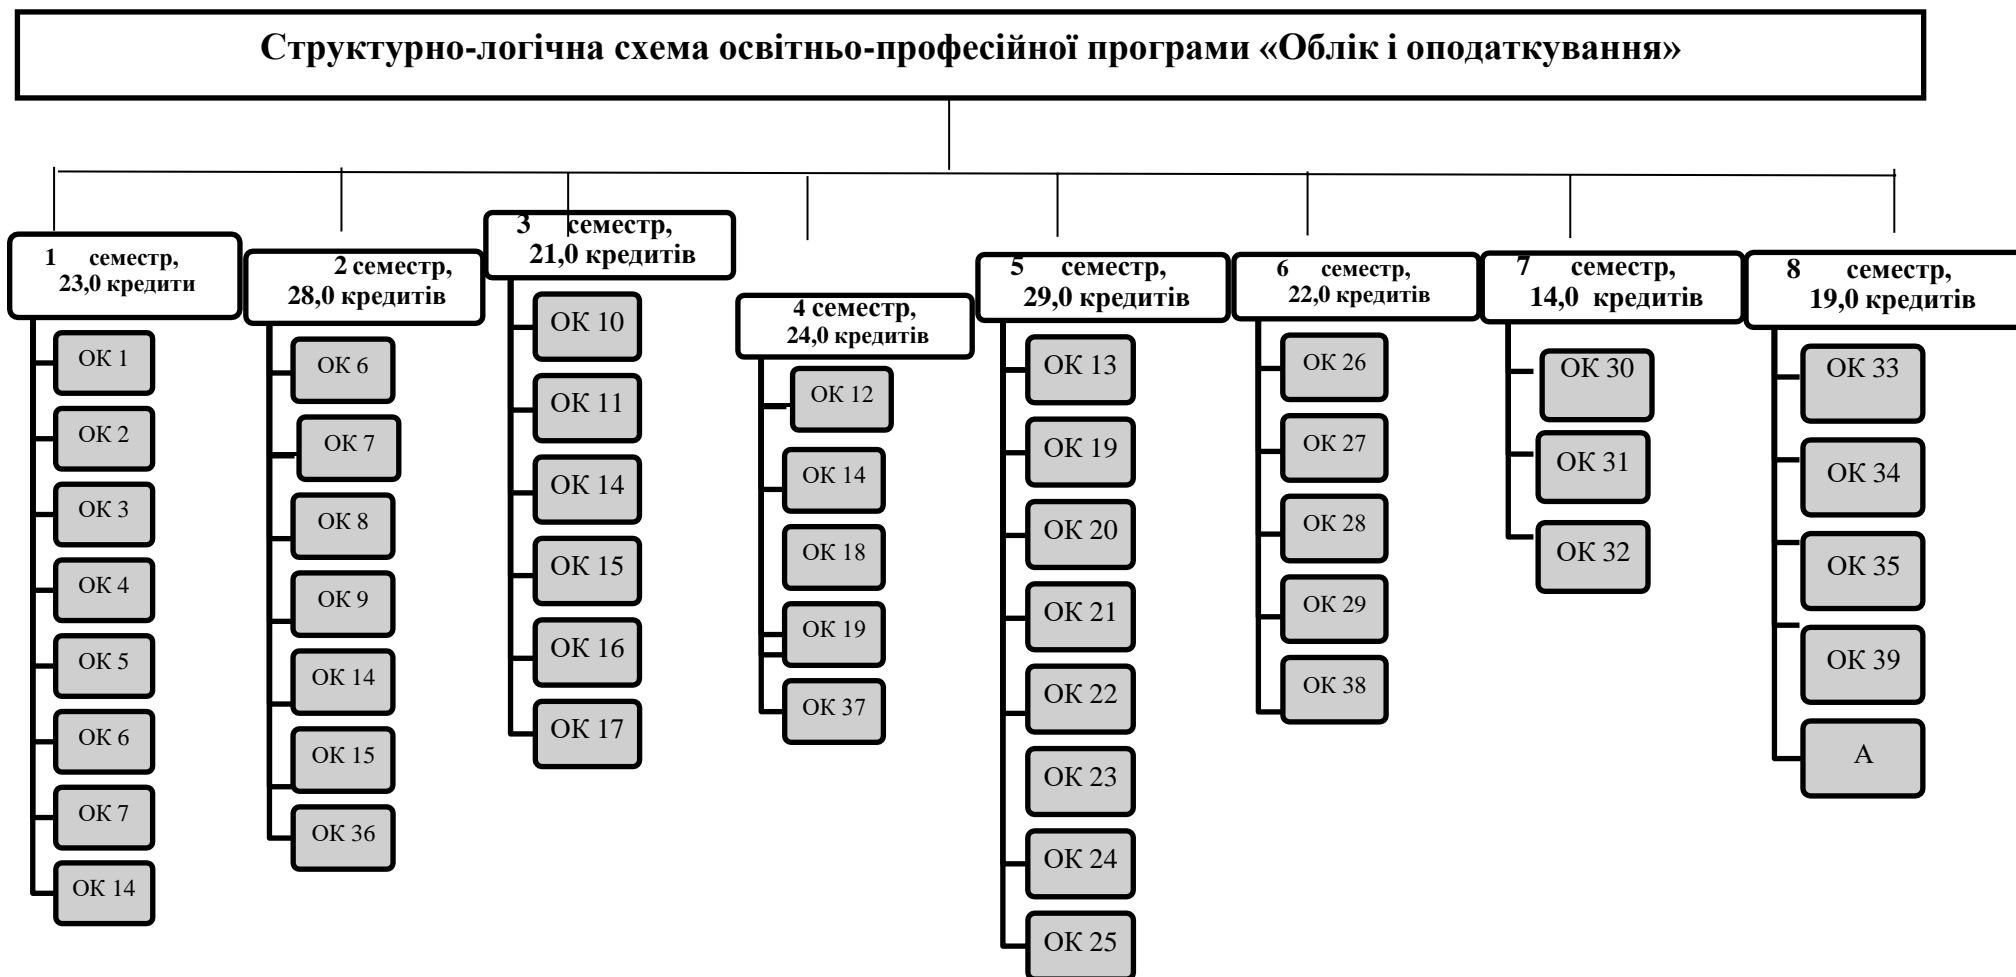 Структурно-логічна схема освітньо-професійної програми «Облік і оподаткування»
1 семестр,
23,0 кредити
ОК 1
ОК 2
ОК 3
ОК 4
ОК 5
ОК 6
ОК 7
ОК 14
2 семестр,
28,0 кредитів
ОК 6
ОК 7
ОК 8
ОК 9
ОК 14
ОК 15
ОК 36
3 семестр,
21,0 кредитів
ОК 10
ОК 11
ОК 14
ОК 15
ОК 16
ОК 17
4 семестр,
24,0 кредитів
ОК 12
ОК 14
ОК 18
ОК 19
ОК 37
5 семестр,
29,0 кредитів
ОК 13
ОК 19
ОК 20
ОК 21
ОК 22
ОК 23
ОК 24
ОК 25
6 семестр,
22,0 кредитів
ОК 26
ОК 27
ОК 28
ОК 29
ОК 38
7 семестр,
14,0 кредитів
ОК 30
ОК 31
ОК 32
8 семестр,
19,0 кредитів
ОК 33
ОК 34
ОК 35
ОК 39
А